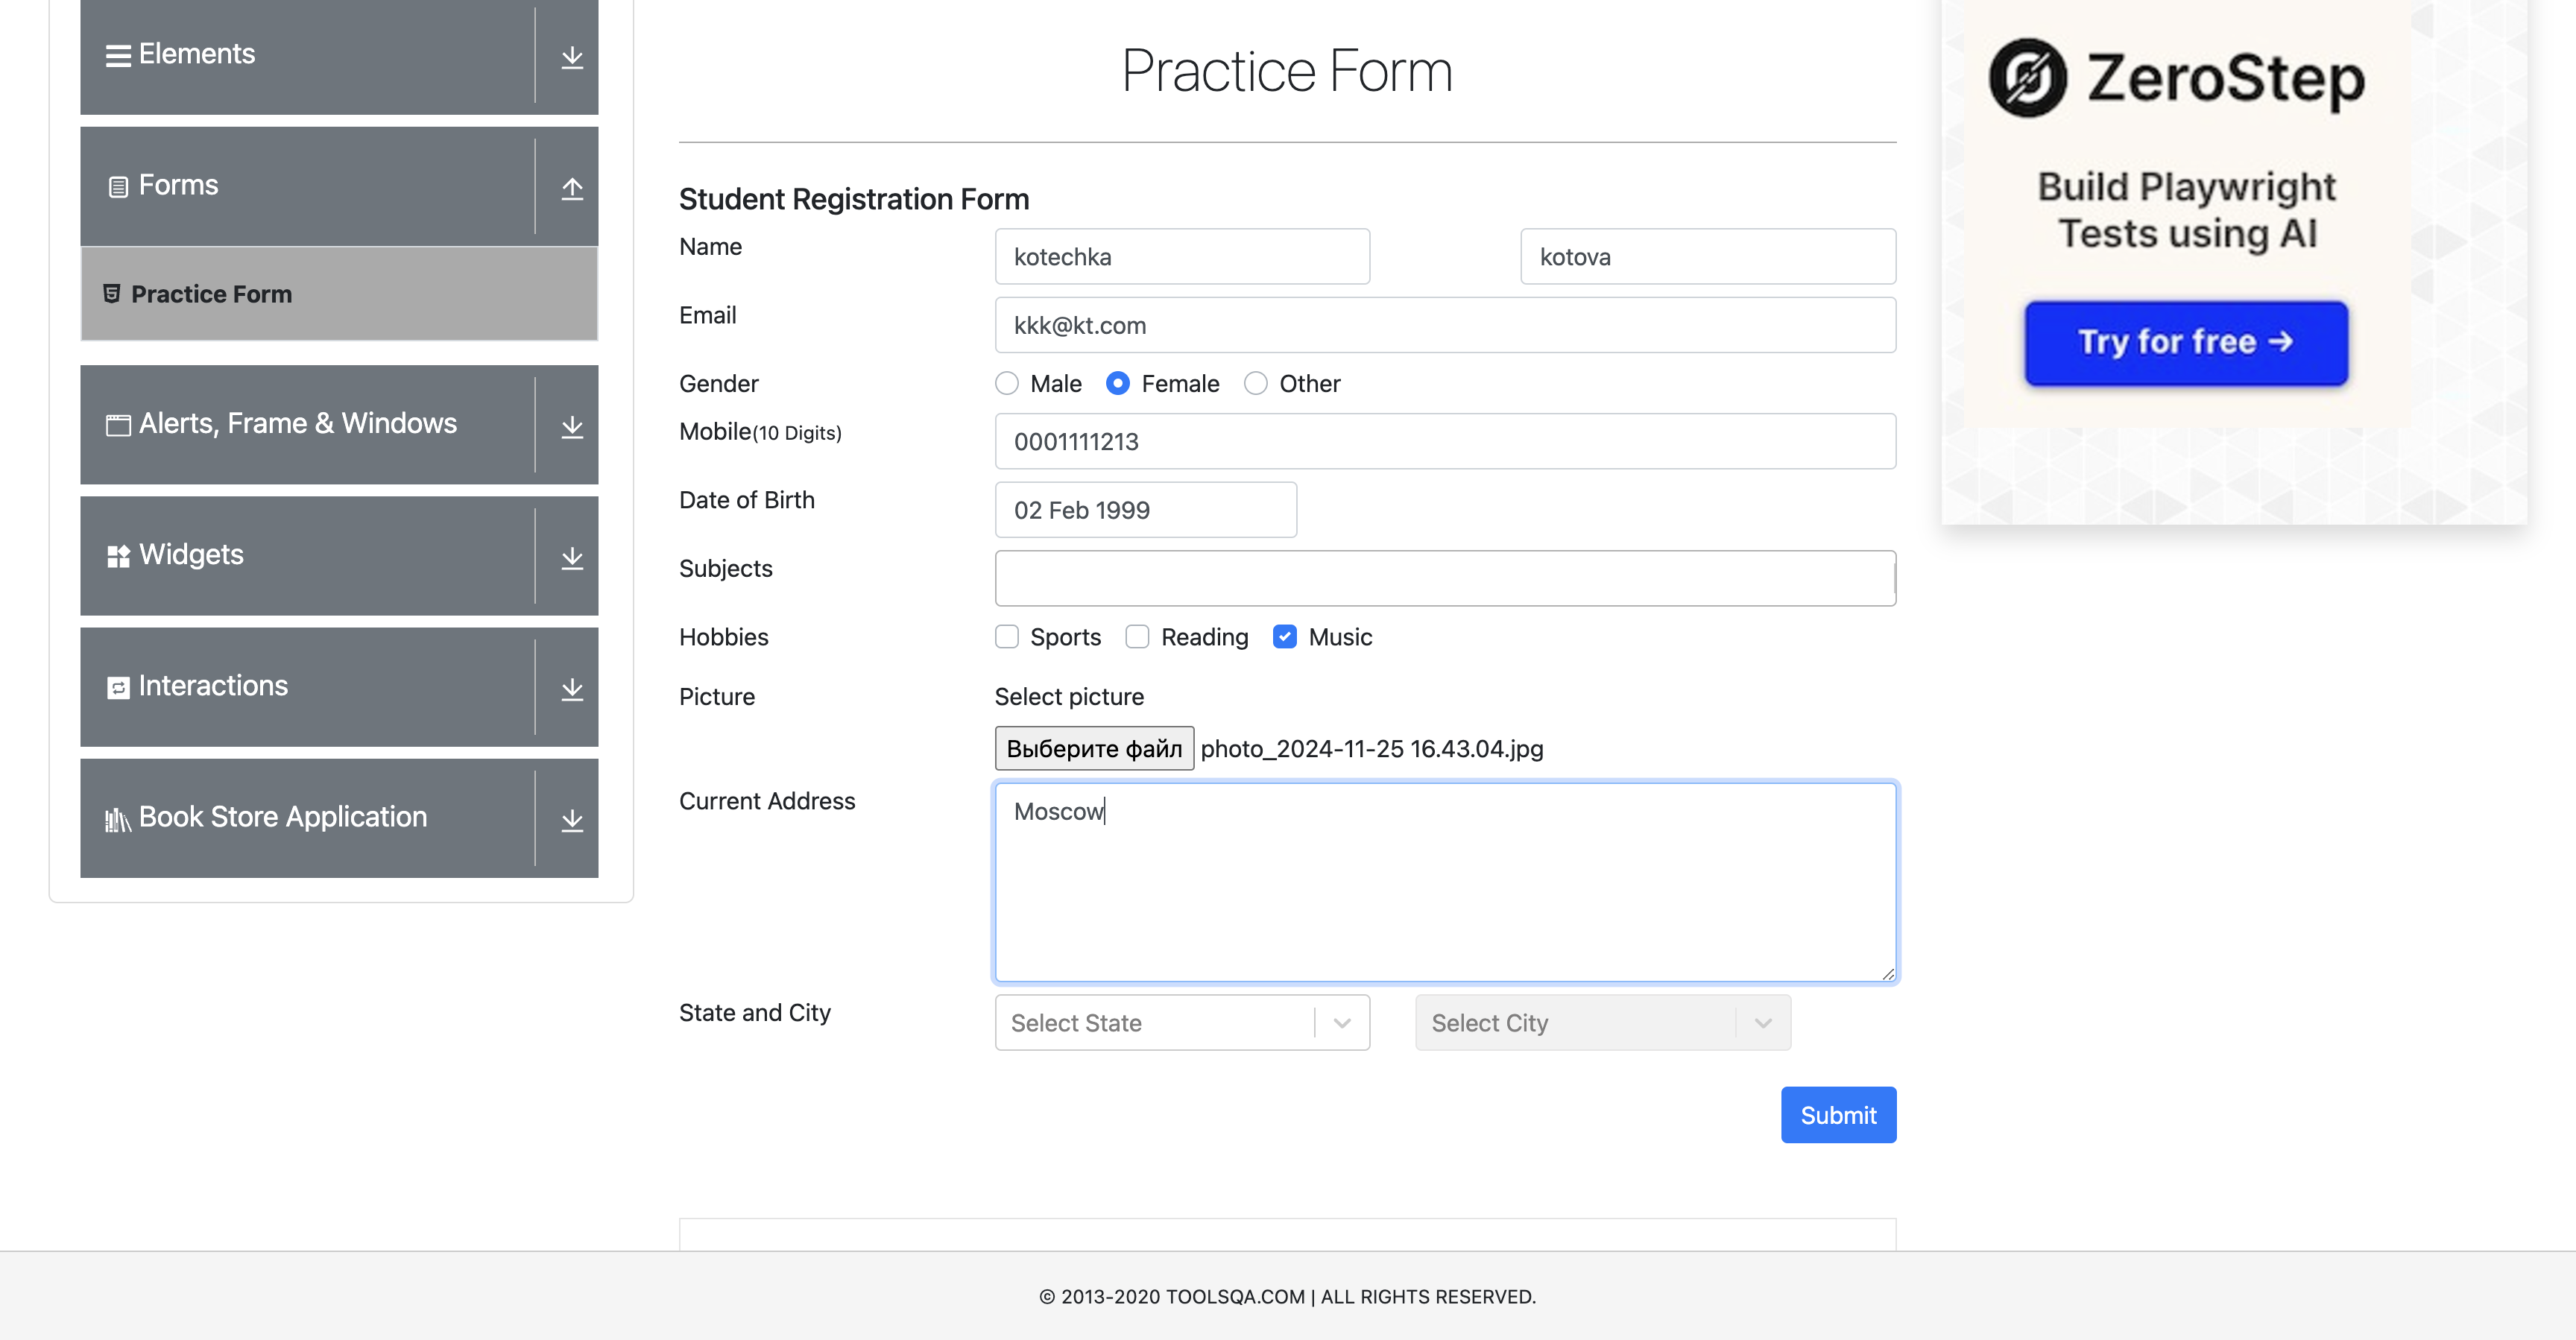 Elements
Forms
Practice Form
Alerts, Frame & Windows
Widgets
Interactions
Book Store Application
Practice Form
Student Registration Form
Name kotechka kotova
Email kkk@kt.com
Gender Male Female Other
Mobile(10 Digits) 0001111213
Date of Birth 02 Feb 1999
Subjects
Hobbies Sports Reading Music
Picture Select picture
Выберите файл photo_2024-11-25 16.43.04.jpg
Current Address Moscow
State and City Select State Select City
Submit
ZeroStep
Build Playwright
Tests using AI
Try for free →
© 2013-2020 TOOLSQA.COM | ALL RIGHTS RESERVED.